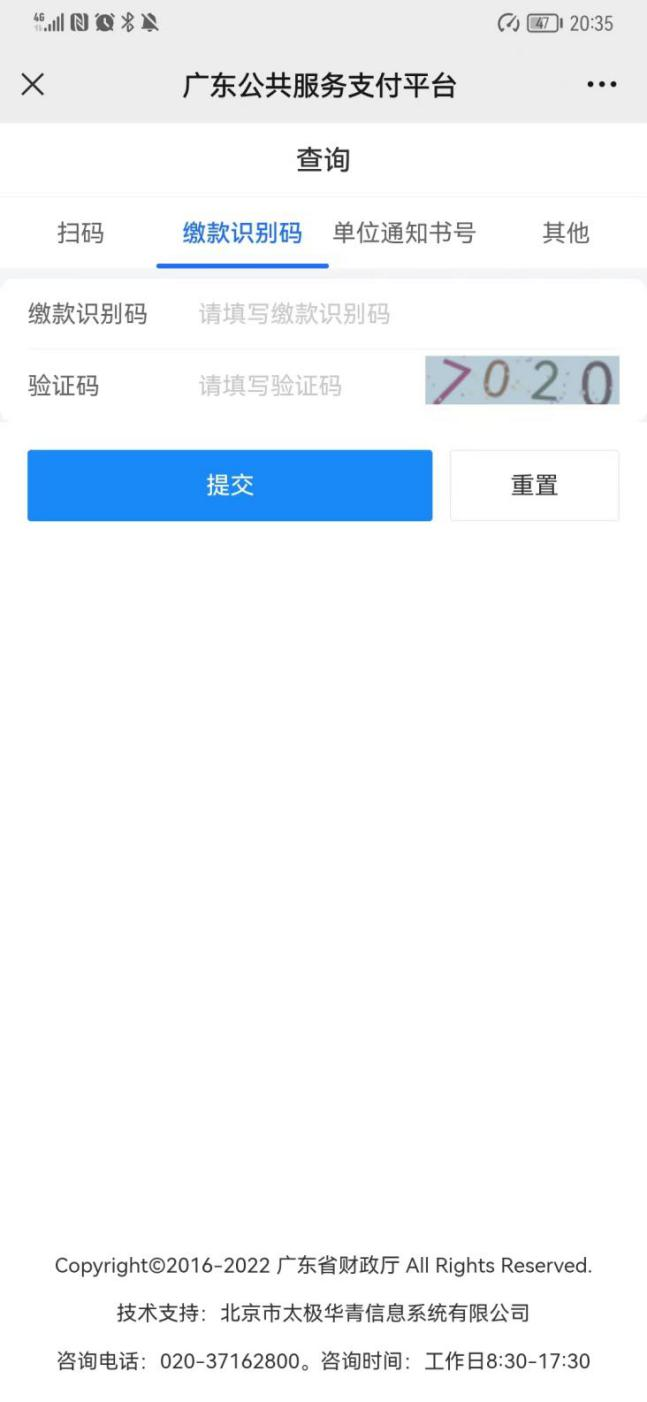 4G 47 20:35
广东公共服务支付平台
查询
扫码 缴款识别码 单位通知书号 其他
缴款识别码 请填写缴款识别码
验证码 请填写验证码 7020
提交 重置
Copyright©2016-2022 广东省财政厅 All Rights Reserved.
技术支持：北京市太极华青信息系统有限公司
咨询电话：020-37162800。咨询时间：工作日8:30-17:30